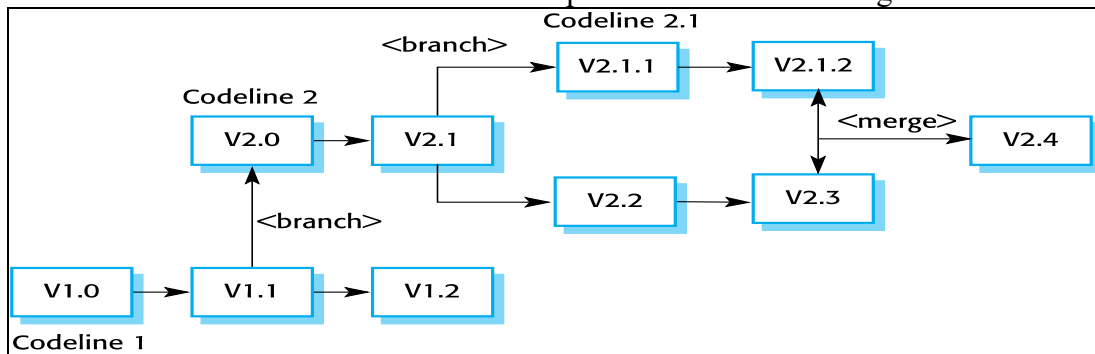 Codeline 2.1
<branch>
V2.1.1
V2.1.2
Codeline 2
V2.0
V2.1
<merge>
V2.4
V2.2
V2.3
<branch>
V1.0
V1.1
V1.2
Codeline 1